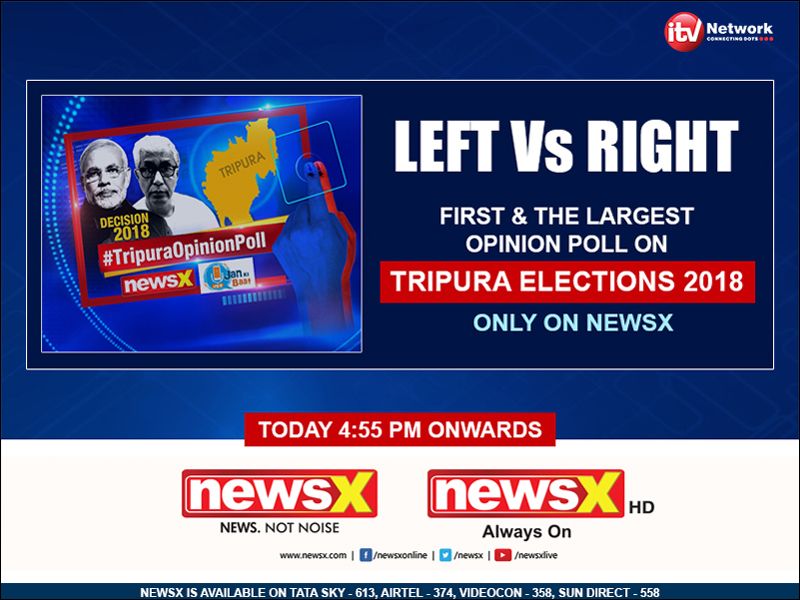 itv Network
CONNECTING DOTS
LEFT Vs RIGHT
FIRST & THE LARGEST
OPINION POLL ON
TRIPURA ELECTIONS 2018
ONLY ON NEWSX
TRIPURA
DECISION
2018
#TripuraOpinionPoll
newsX
Jan Ki
Baat
TODAY 4:55 PM ONWARDS
newsX
NEWS. NOT NOISE
newsX HD
Always On
www.newsx.com | f /newsxonline | /newsx | /newsxlive
NEWSX IS AVAILABLE ON TATA SKY - 613, AIRTEL - 374, VIDEOCON - 358, SUN DIRECT - 558